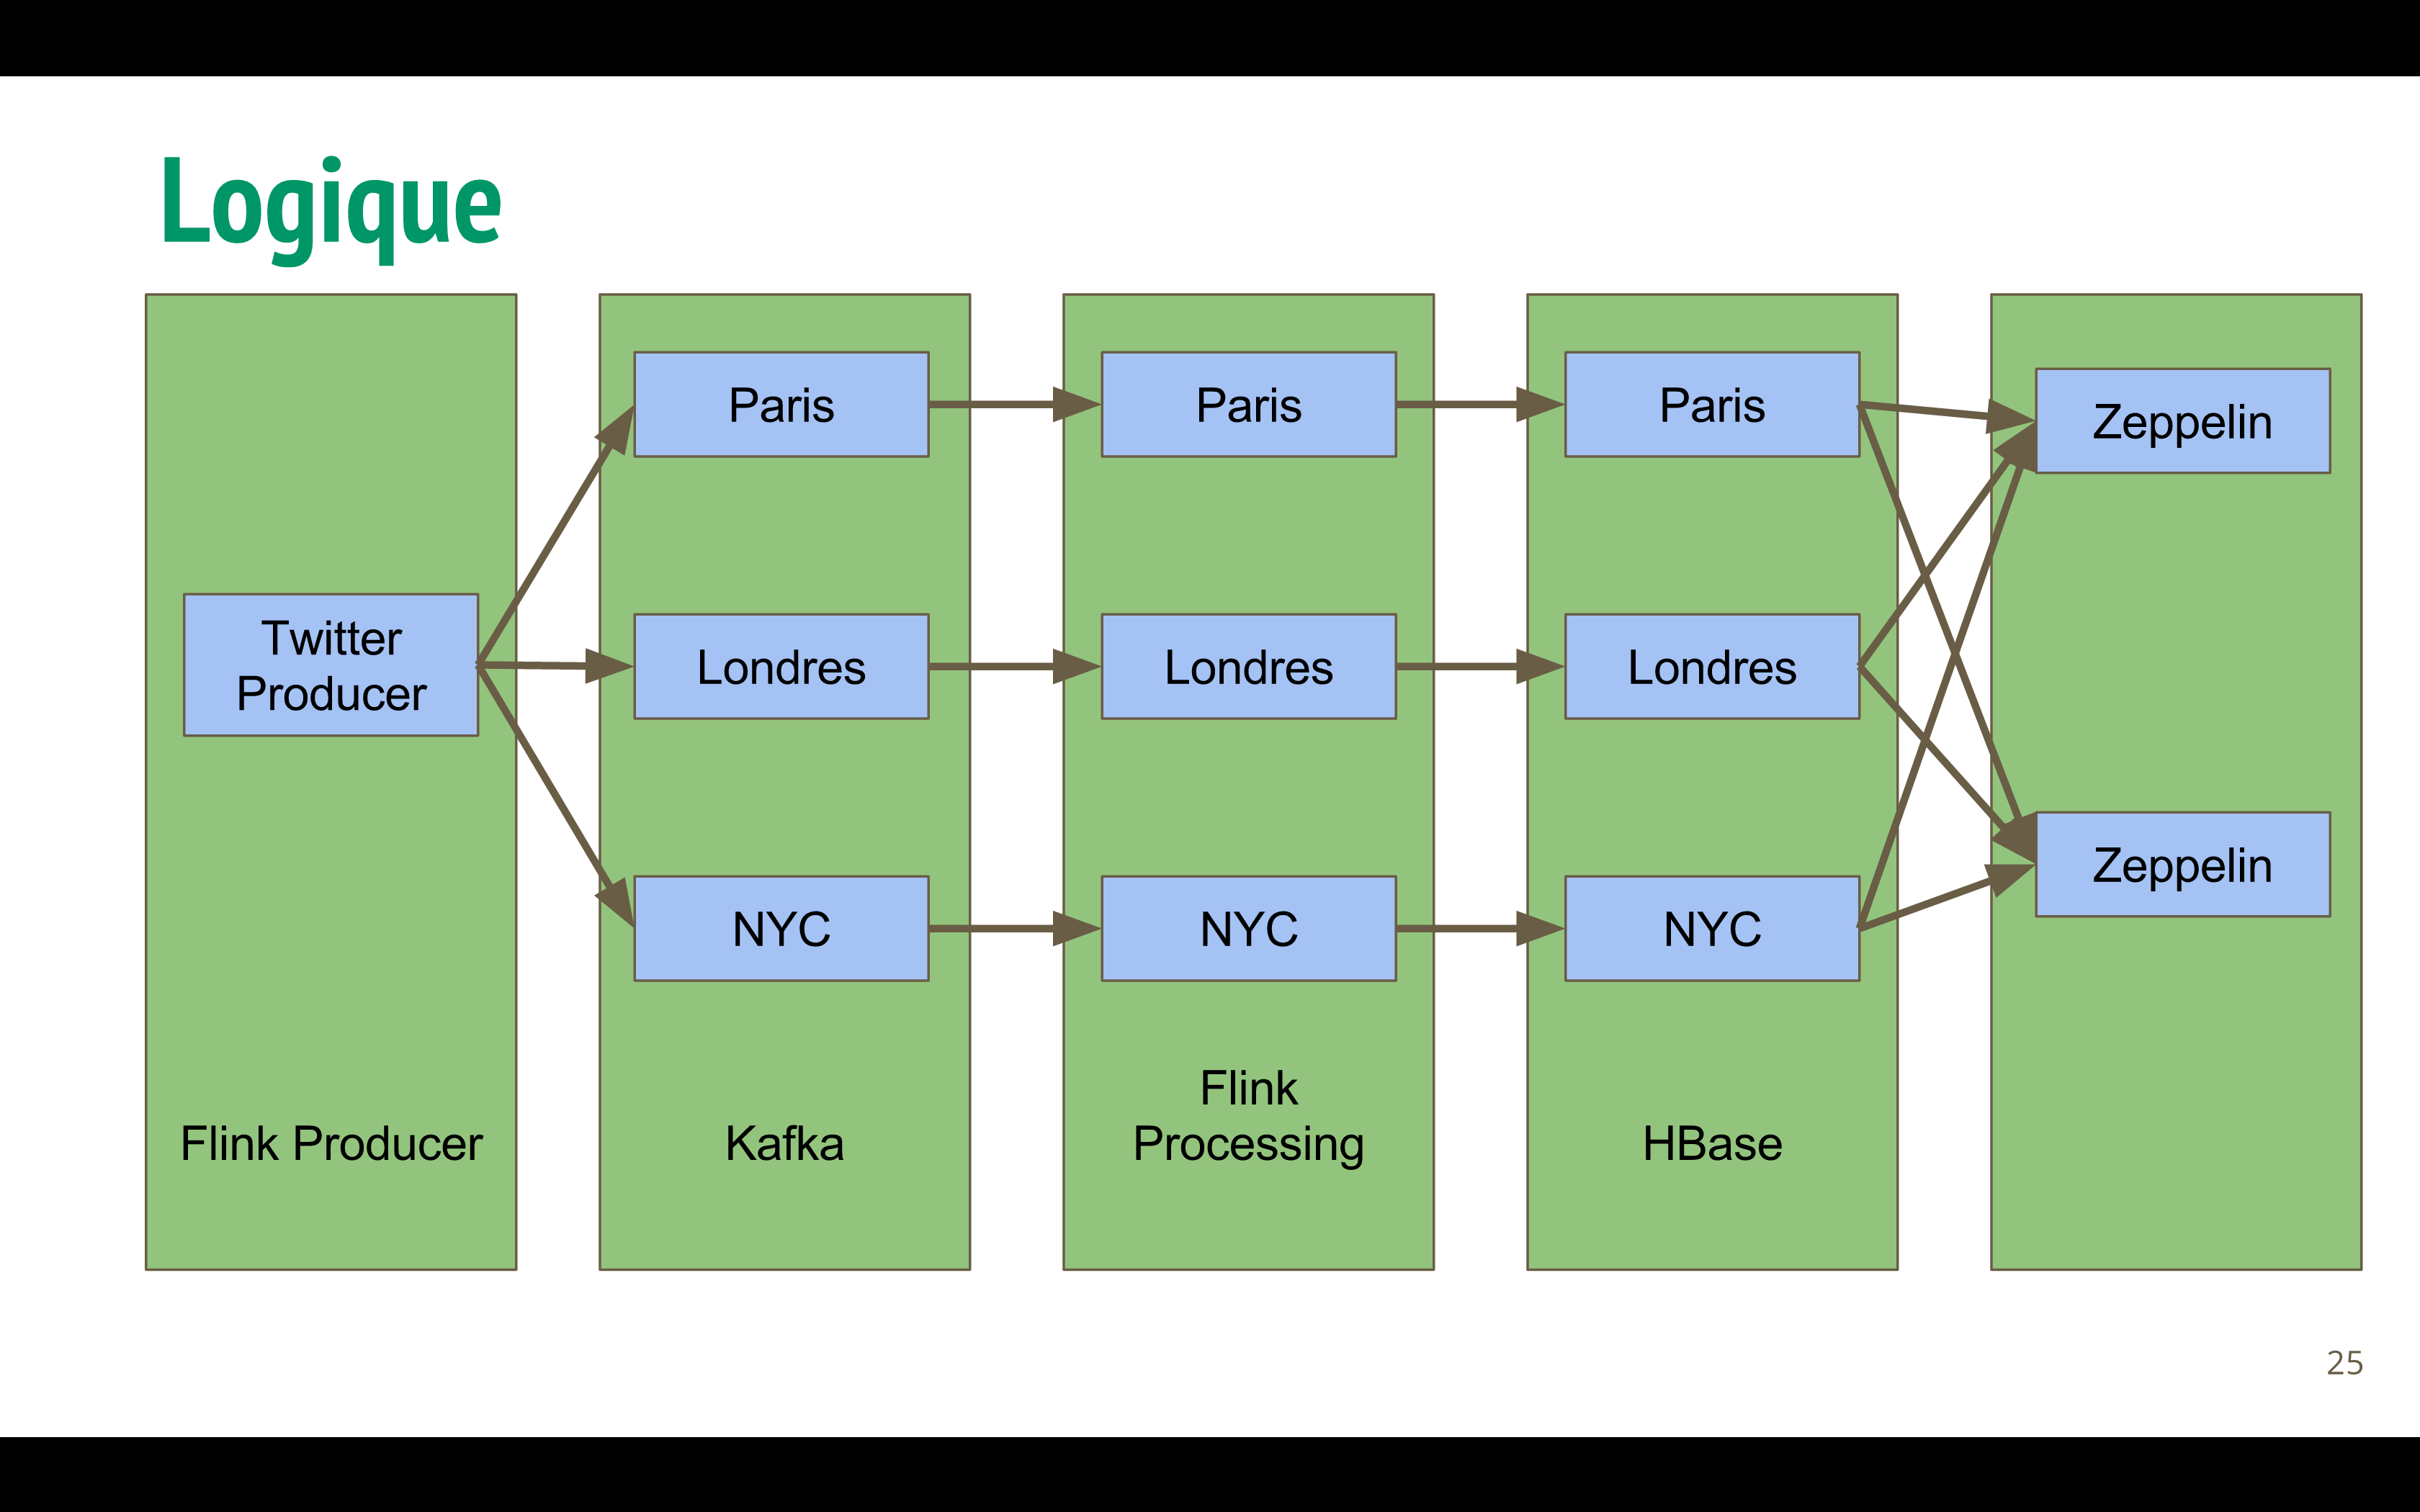 Logique
Twitter
Producer
Flink Producer
Paris
Londres
NYC
Kafka
Paris
Londres
NYC
Flink
Processing
Paris
Londres
NYC
HBase
Zeppelin
Zeppelin
25